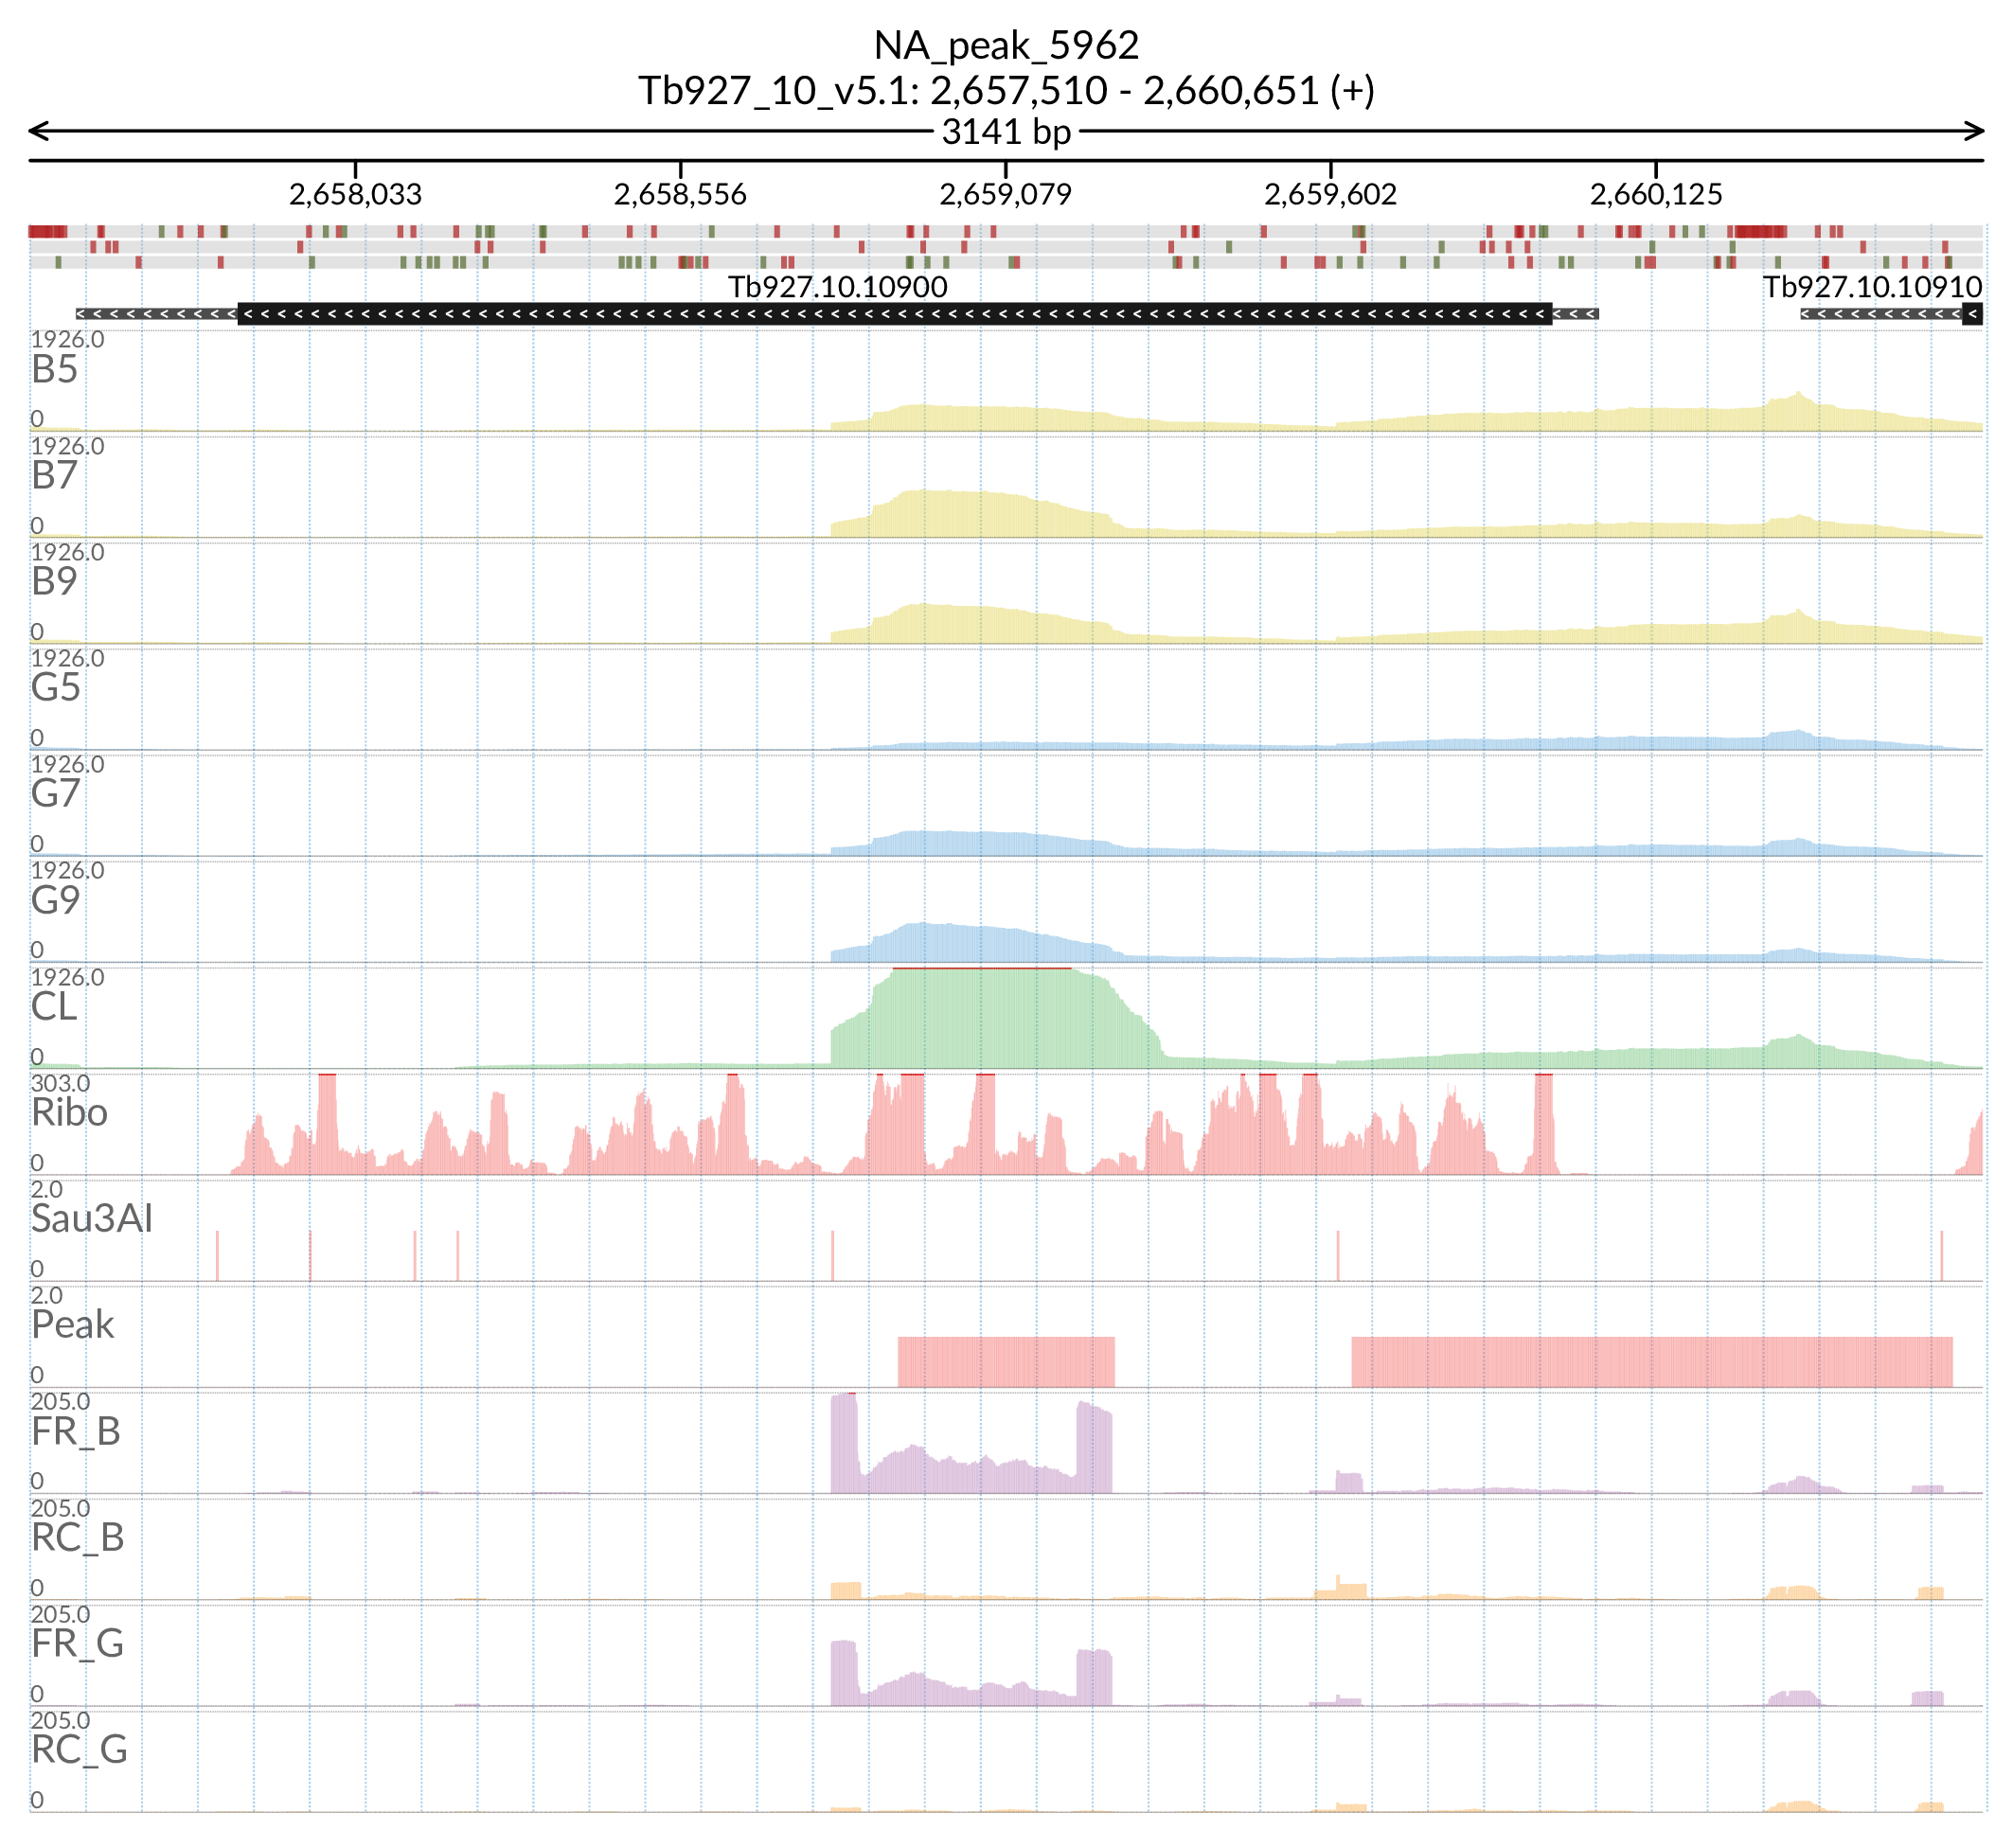 NA_peak_5962
Tb927_10_v5.1: 2,657,510 - 2,660,651 (+)
3141 bp
2,658,033 2,658,556 2,659,079 2,659,602 2,660,125
Tb927.10.10900 Tb927.10.10910
1926.0
B5
0
1926.0
B7
0
1926.0
B9
0
1926.0
G5
0
1926.0
G7
0
1926.0
G9
0
1926.0
CL
0
303.0
Ribo
0
2.0
Sau3AI
0
2.0
Peak
0
205.0
FR_B
0
205.0
RC_B
0
205.0
FR_G
0
205.0
RC_G
0